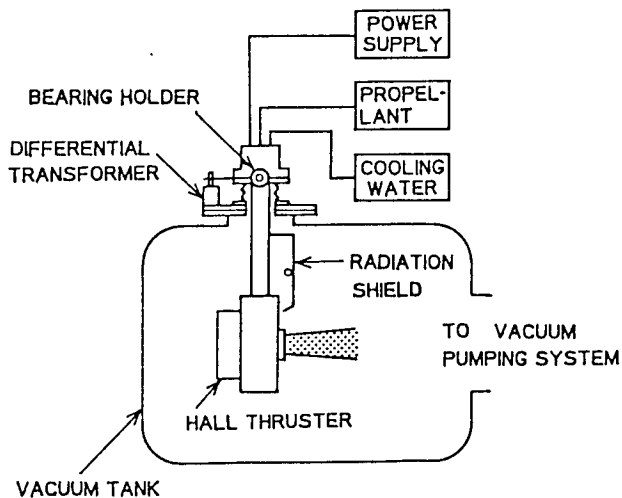 POWER
SUPPLY
BEARING HOLDER
PROPEL-
LANT
DIFFERENTIAL
TRANSFORMER
COOLING
WATER
RADIATION
SHIELD
TO VACUUM
PUMPING SYSTEM
HALL THRUSTER
VACUUM TANK